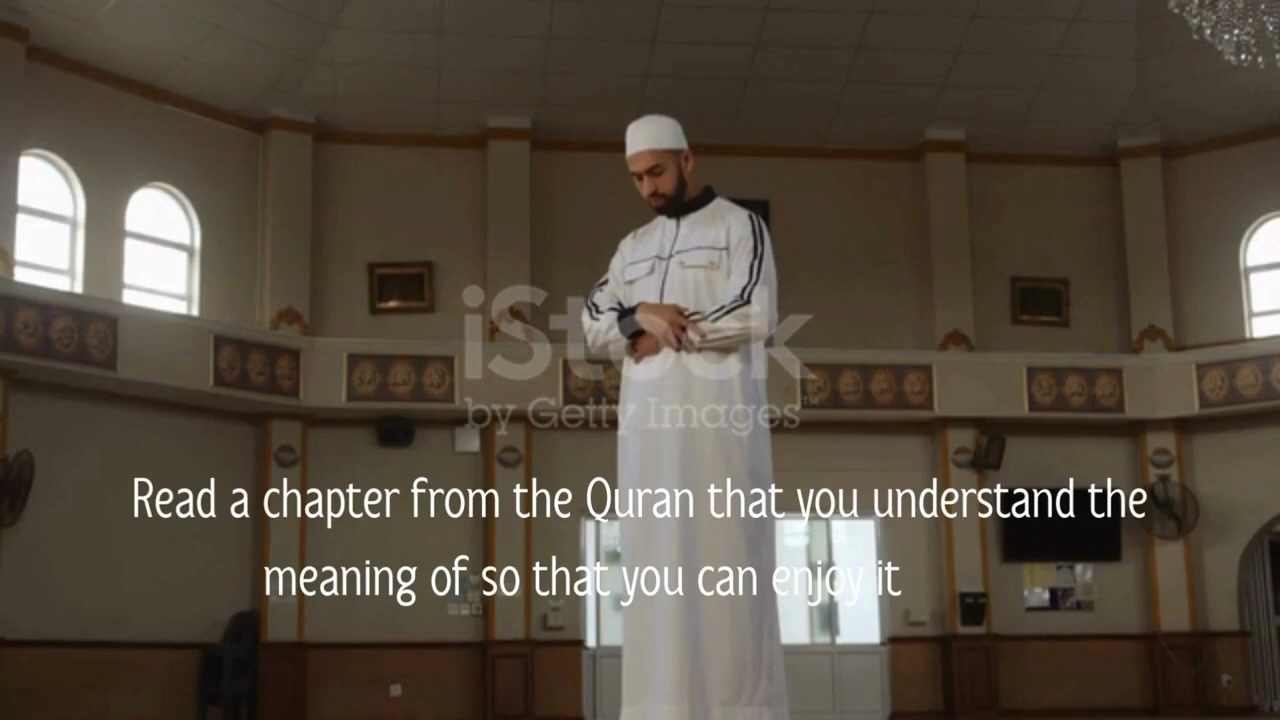 iStock
by Getty Images™
Read a chapter from the Quran that you understand the
meaning of so that you can enjoy it